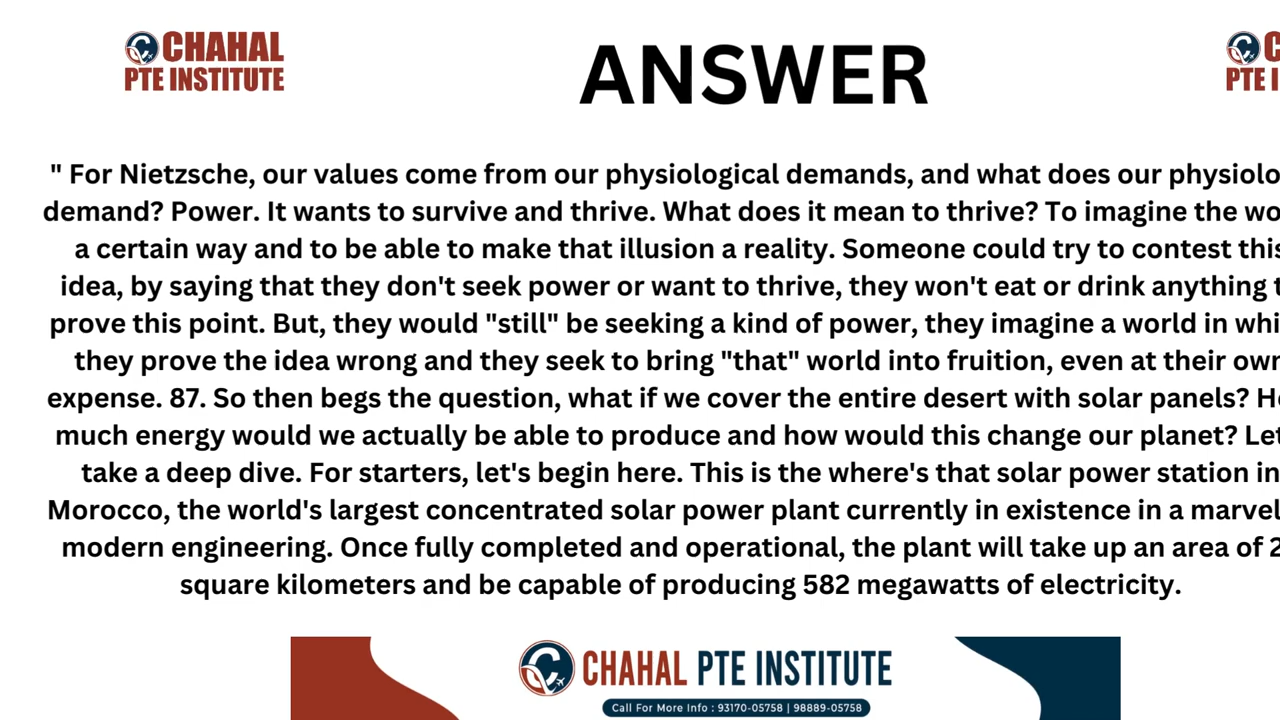 CHAHAL
PTE INSTITUTE
ANSWER
PTE
" For Nietzsche, our values come from our physiological demands, and what does our
demand? Power. It wants to survive and thrive. What does it mean to thrive? To imagine the
a certain way and to be able to make that illusion a reality. Someone could try to contest this
idea, by saying that they don't seek power or want to thrive, they won't eat or drink anything
prove this point. But, they would "still" be seeking a kind of power, they imagine a world in
they prove the idea wrong and they seek to bring "that" world into fruition, even at their own
expense. 87. So then begs the question, what if we cover the entire desert with solar panels?
much energy would we actually be able to produce and how would this change our planet?
take a deep dive. For starters, let's begin here. This is the where's that solar power station in
Morocco, the world's largest concentrated solar power plant currently in existence in a
modern engineering. Once fully completed and operational, the plant will take up an area of
square kilometers and be capable of producing 582 megawatts of electricity.
CHAHAL PTE INSTITUTE
Call For More Info : 93170-05758 | 98889-05758